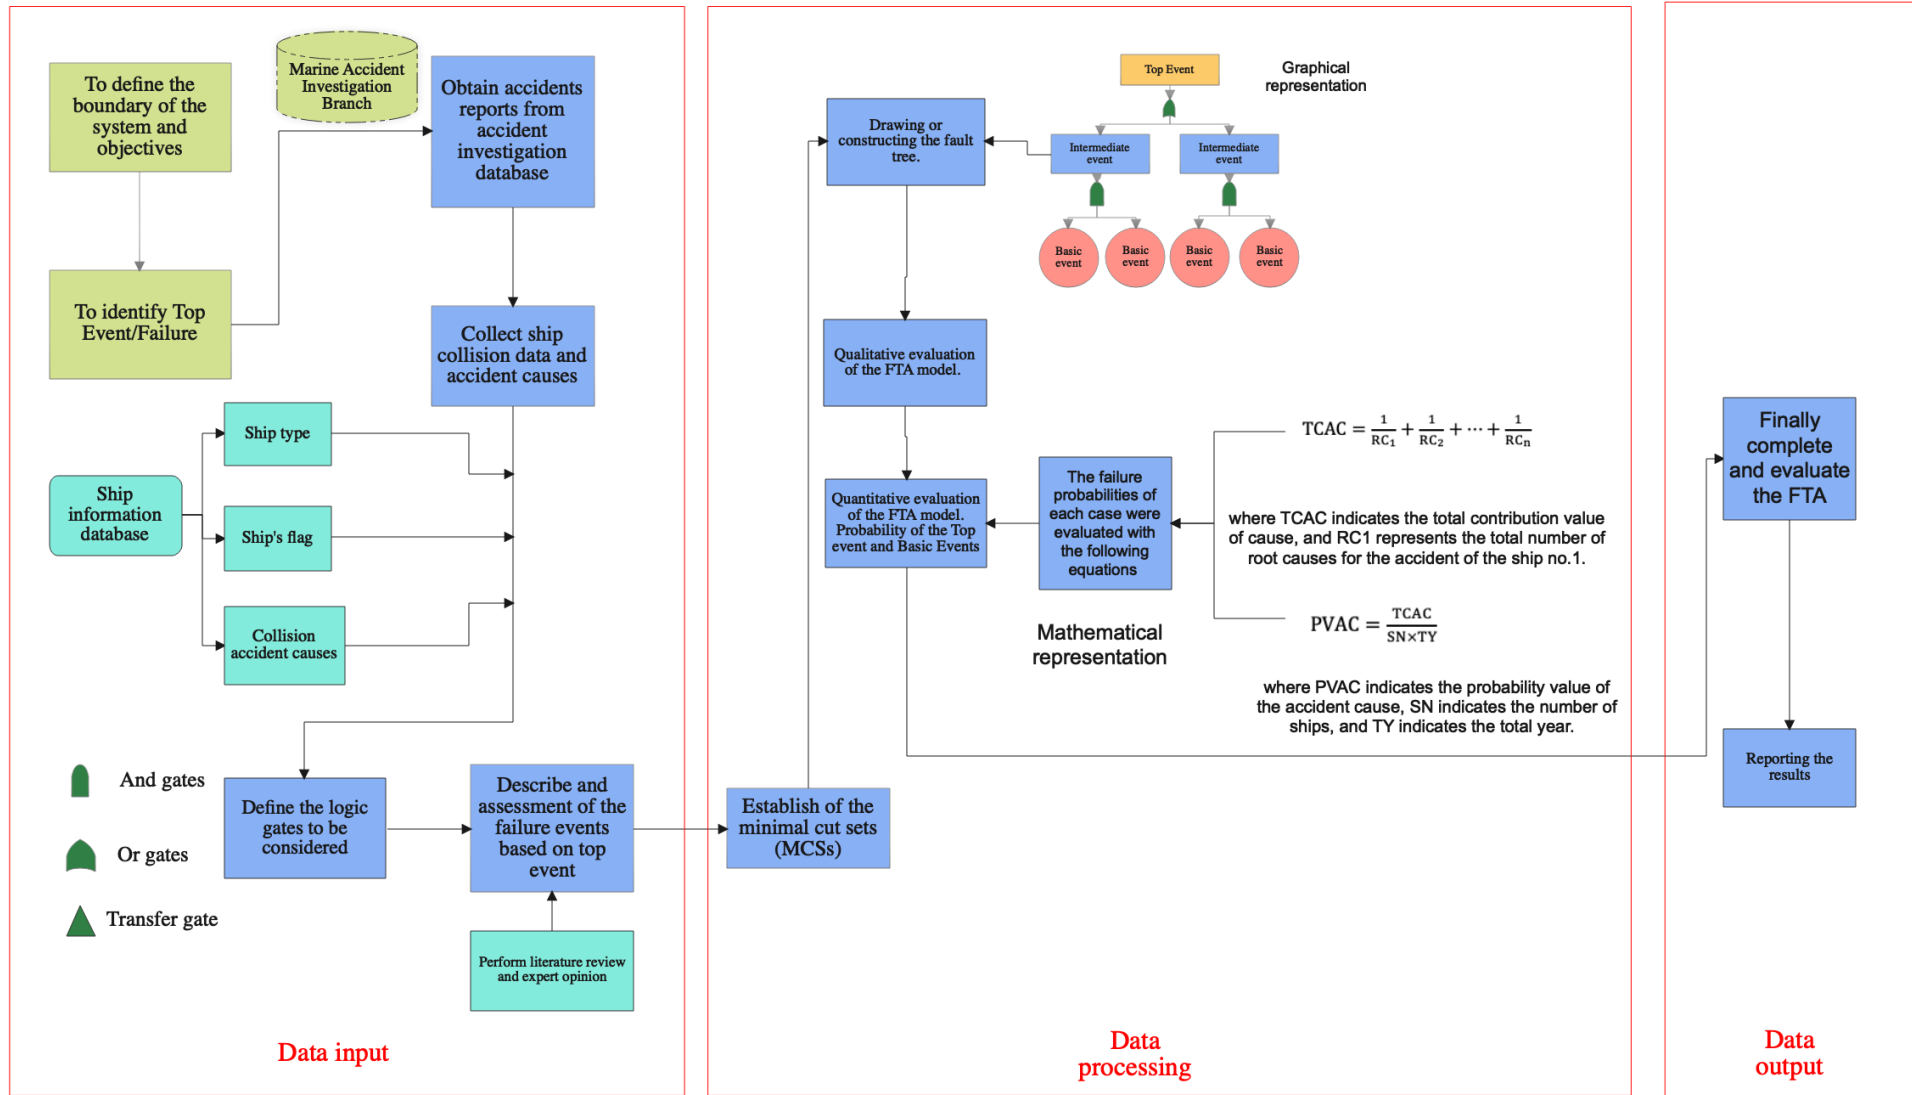 To define the
boundary of the
system and
objectives
Marine Accident
Investigation
Branch
Obtain accidents
reports from
accident
investigation
database
To identify Top
Event/Failure
Collect ship
collision data and
accident causes
Ship type
Ship
information
database
Ship's flag
Collision
accident causes
And gates
Or gates
Transfer gate
Define the logic
gates to be
considered
Describe and
assessment of the
failure events
based on top
event
Perform literature review
and expert opinion
Data input
Establish of the
minimal cut sets
(MCSs)
Drawing or
constructing the fault
tree.
Top Event
Graphical
representation
Intermediate
event
Intermediate
event
Basic
event
Basic
event
Basic
event
Basic
event
Qualitative evaluation
of the FTA model.
Quantitative evaluation
of the FTA model.
Probability of the Top
event and Basic Events
The failure
probabilities of
each case were
evaluated with
the following
equations
Mathematical
representation
TCAC = 1/RC₁ + 1/RC₂ + ⋯ + 1/RCₙ
where TCAC indicates the total contribution value
of cause, and RC1 represents the total number of
root causes for the accident of the ship no.1.
PVAC = TCAC/SN×TY
where PVAC indicates the probability value of
the accident cause, SN indicates the number of
ships, and TY indicates the total year.
Data
processing
Finally
complete
and evaluate
the FTA
Reporting the
results
Data
output